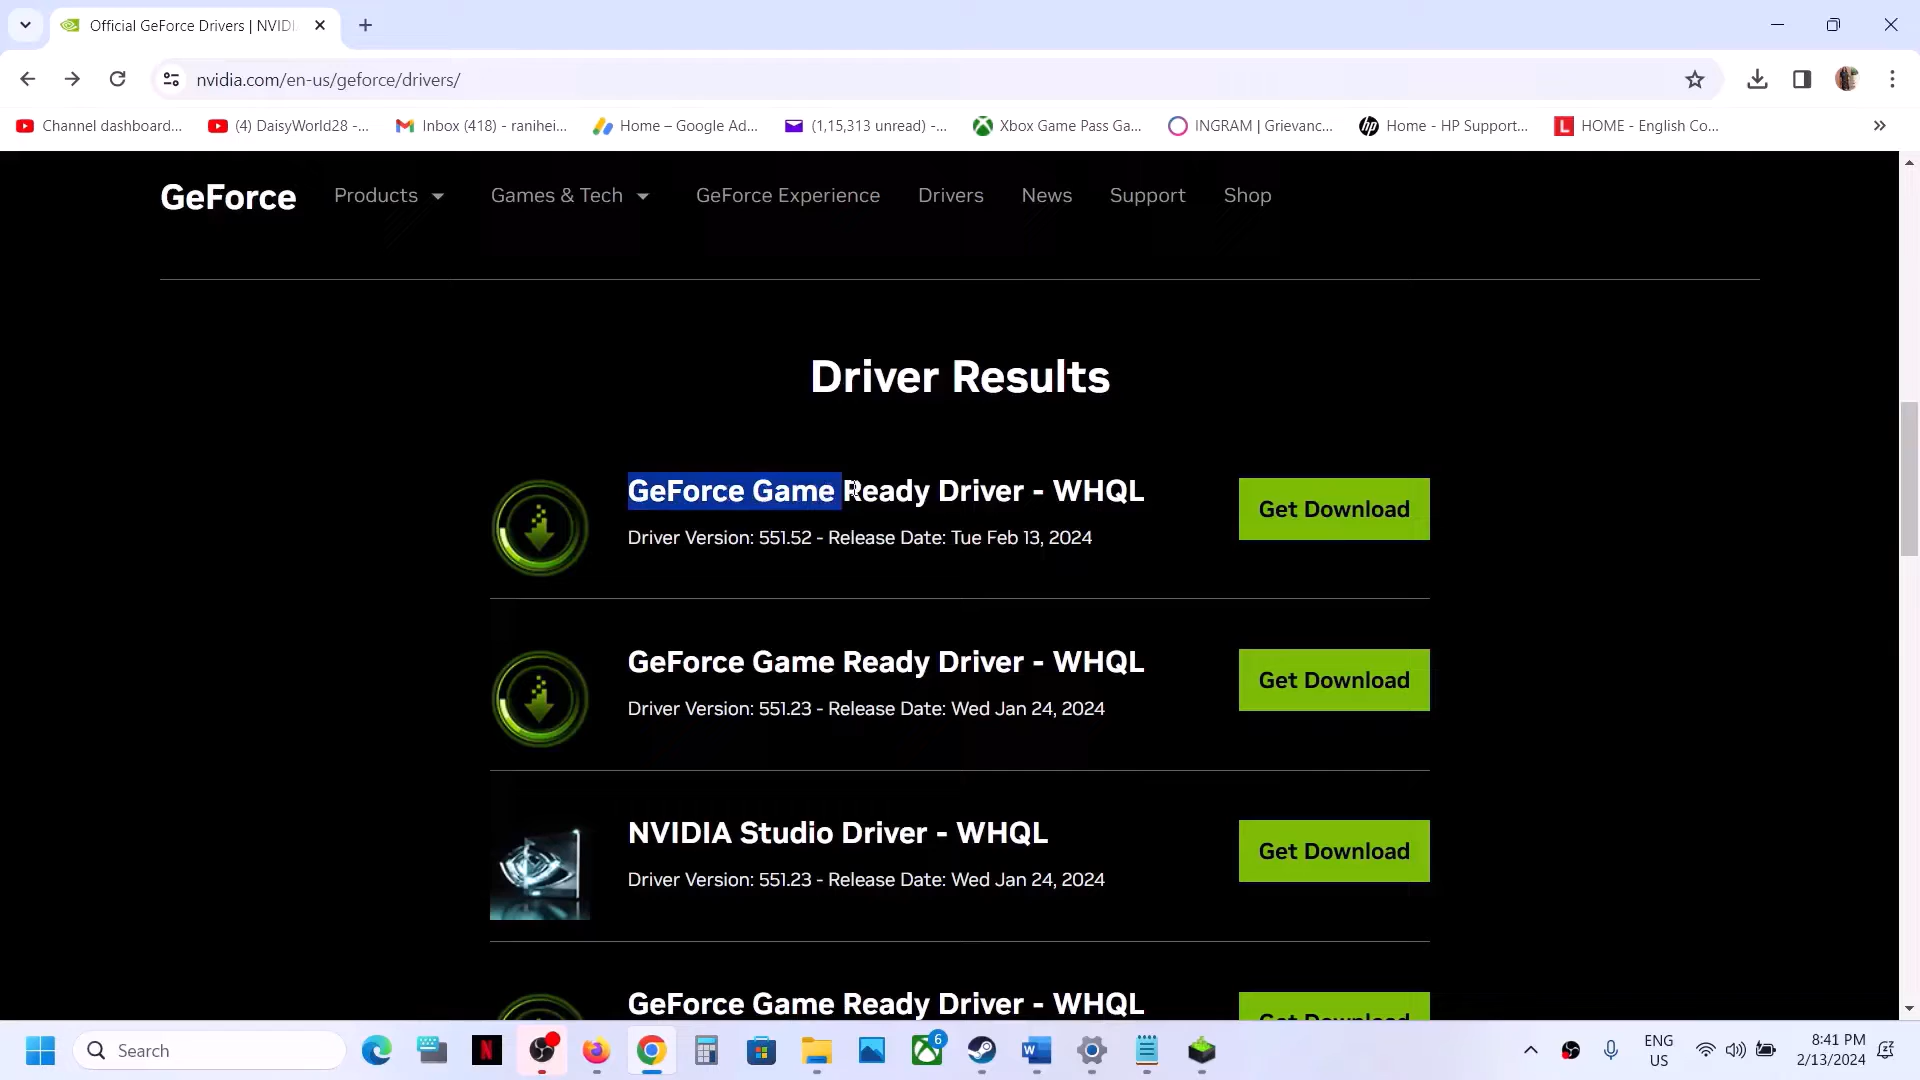 Official GeForce Drivers | NVIDI
nvidia.com/en-us/geforce/drivers/
Channel dashboard...
(4) DaisyWorld28 -...
Inbox (418) - ranihei...
Home – Google Ad...
(1,15,313 unread) -...
Xbox Game Pass Ga...
INGRAM | Grievanc...
Home - HP Support...
HOME - English Co...
GeForce
Products
Games & Tech
GeForce Experience
Drivers
News
Support
Shop
Driver Results
GeForce Game Ready Driver - WHQL
Driver Version: 551.52 - Release Date: Tue Feb 13, 2024
Get Download
GeForce Game Ready Driver - WHQL
Driver Version: 551.23 - Release Date: Wed Jan 24, 2024
Get Download
NVIDIA Studio Driver - WHQL
Driver Version: 551.23 - Release Date: Wed Jan 24, 2024
Get Download
GeForce Game Ready Driver - WHQL
Get Download
Search
6
ENG
US
8:41 PM
2/13/2024